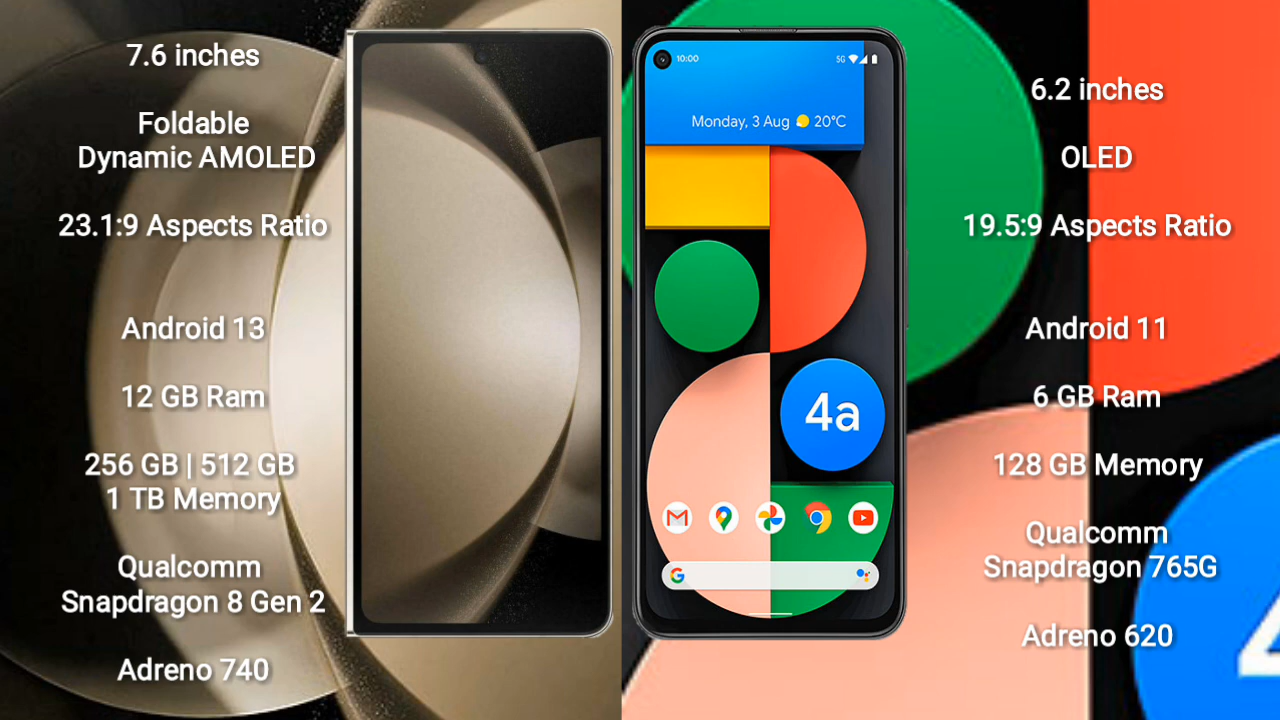 7.6 inches
Foldable
Dynamic AMOLED
23.1:9 Aspects Ratio
Android 13
12 GB Ram
256 GB | 512 GB
1 TB Memory
Qualcomm
Snapdragon 8 Gen 2
Adreno 740
10:00
5G
Monday, 3 Aug 20°C
4a
G
6.2 inches
OLED
19.5:9 Aspects Ratio
Android 11
6 GB Ram
128 GB Memory
Qualcomm
Snapdragon 765G
Adreno 620